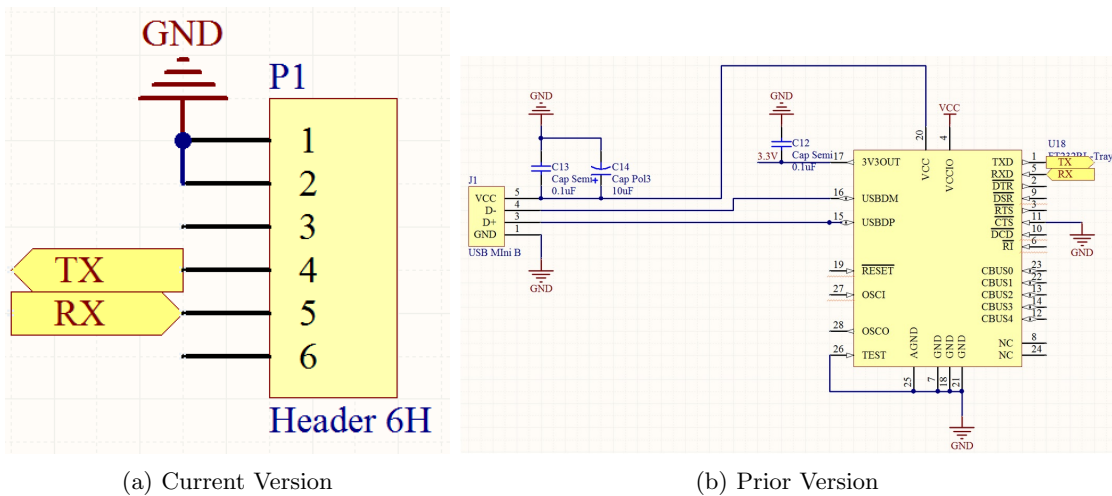 GND
P1
1
2
3
TX
4
RX
5
6
Header 6H
GND
C13
Cap Semi
0.1uF
C14
Cap Pol3
10uF
J1
VCC
5
D-
4
D+
3
GND
1
USB MIni B
GND
GND
C12
Cap Semi
0.1uF
3.3V
17
3V3OUT
16
USBDM
15
USBDP
19
RESET
27
OSCI
28
OSCO
26
TEST
20
VCC
VCC
4
VCCIO
U18
TXD
1
TX
RXD
5
RX
DTR
2
DSR
9
RTS
3
CTS
11
DCD
10
RI
6
GND
CBUS0
23
CBUS1
22
CBUS2
13
CBUS3
14
CBUS4
12
NC
8
NC
24
AGND
25
GND
7
GND
18
GND
21
GND
(a) Current Version
(b) Prior Version